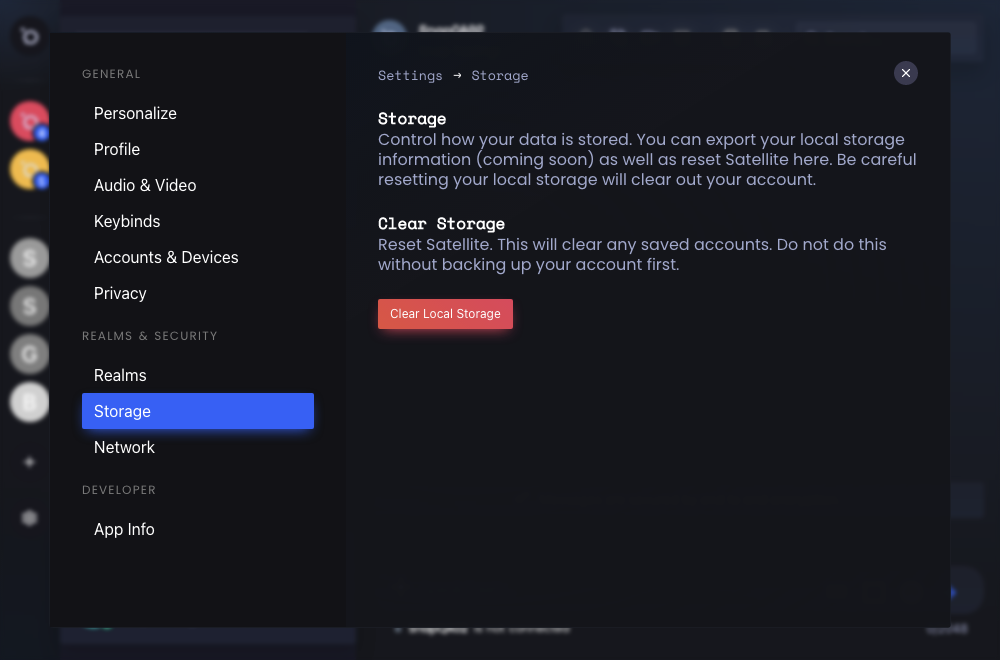 GENERAL
Personalize
Profile
Audio & Video
Keybinds
Accounts & Devices
Privacy
REALMS & SECURITY
Realms
Storage
Network
DEVELOPER
App Info
Settings → Storage
Storage
Control how your data is stored. You can export your local storage
information (coming soon) as well as reset Satellite here. Be careful
resetting your local storage will clear out your account.
Clear Storage
Reset Satellite. This will clear any saved accounts. Do not do this
without backing up your account first.
Clear Local Storage
S
S
G
B